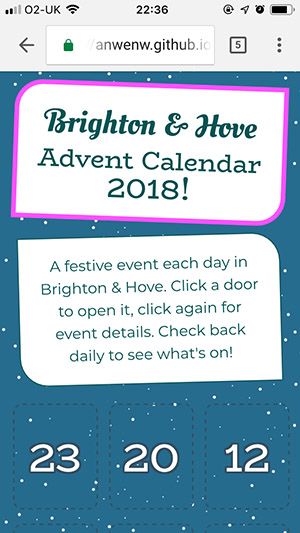 O2-UK 22:36
/anwenw.github.io 5
Brighton & Hove
Advent Calendar
2018!
A festive event each day in
Brighton & Hove. Click a door
to open it, click again for
event details. Check back
daily to see what's on!
23 20 12